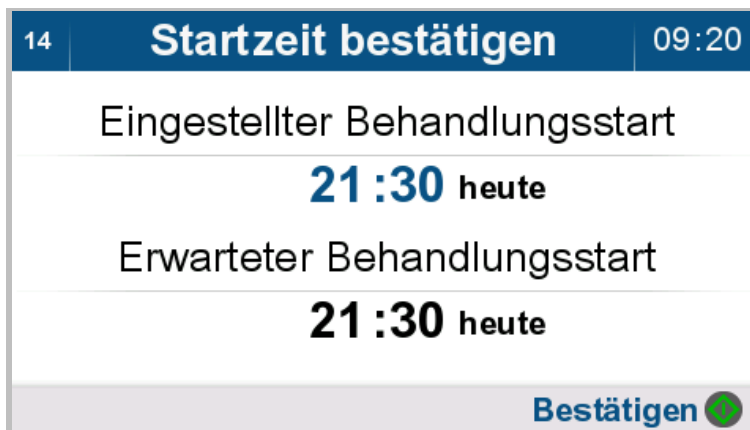 14 Startzeit bestätigen 09:20
Eingestellter Behandlungsstart
21:30 heute
Erwarteter Behandlungsstart
21:30 heute
Bestätigen